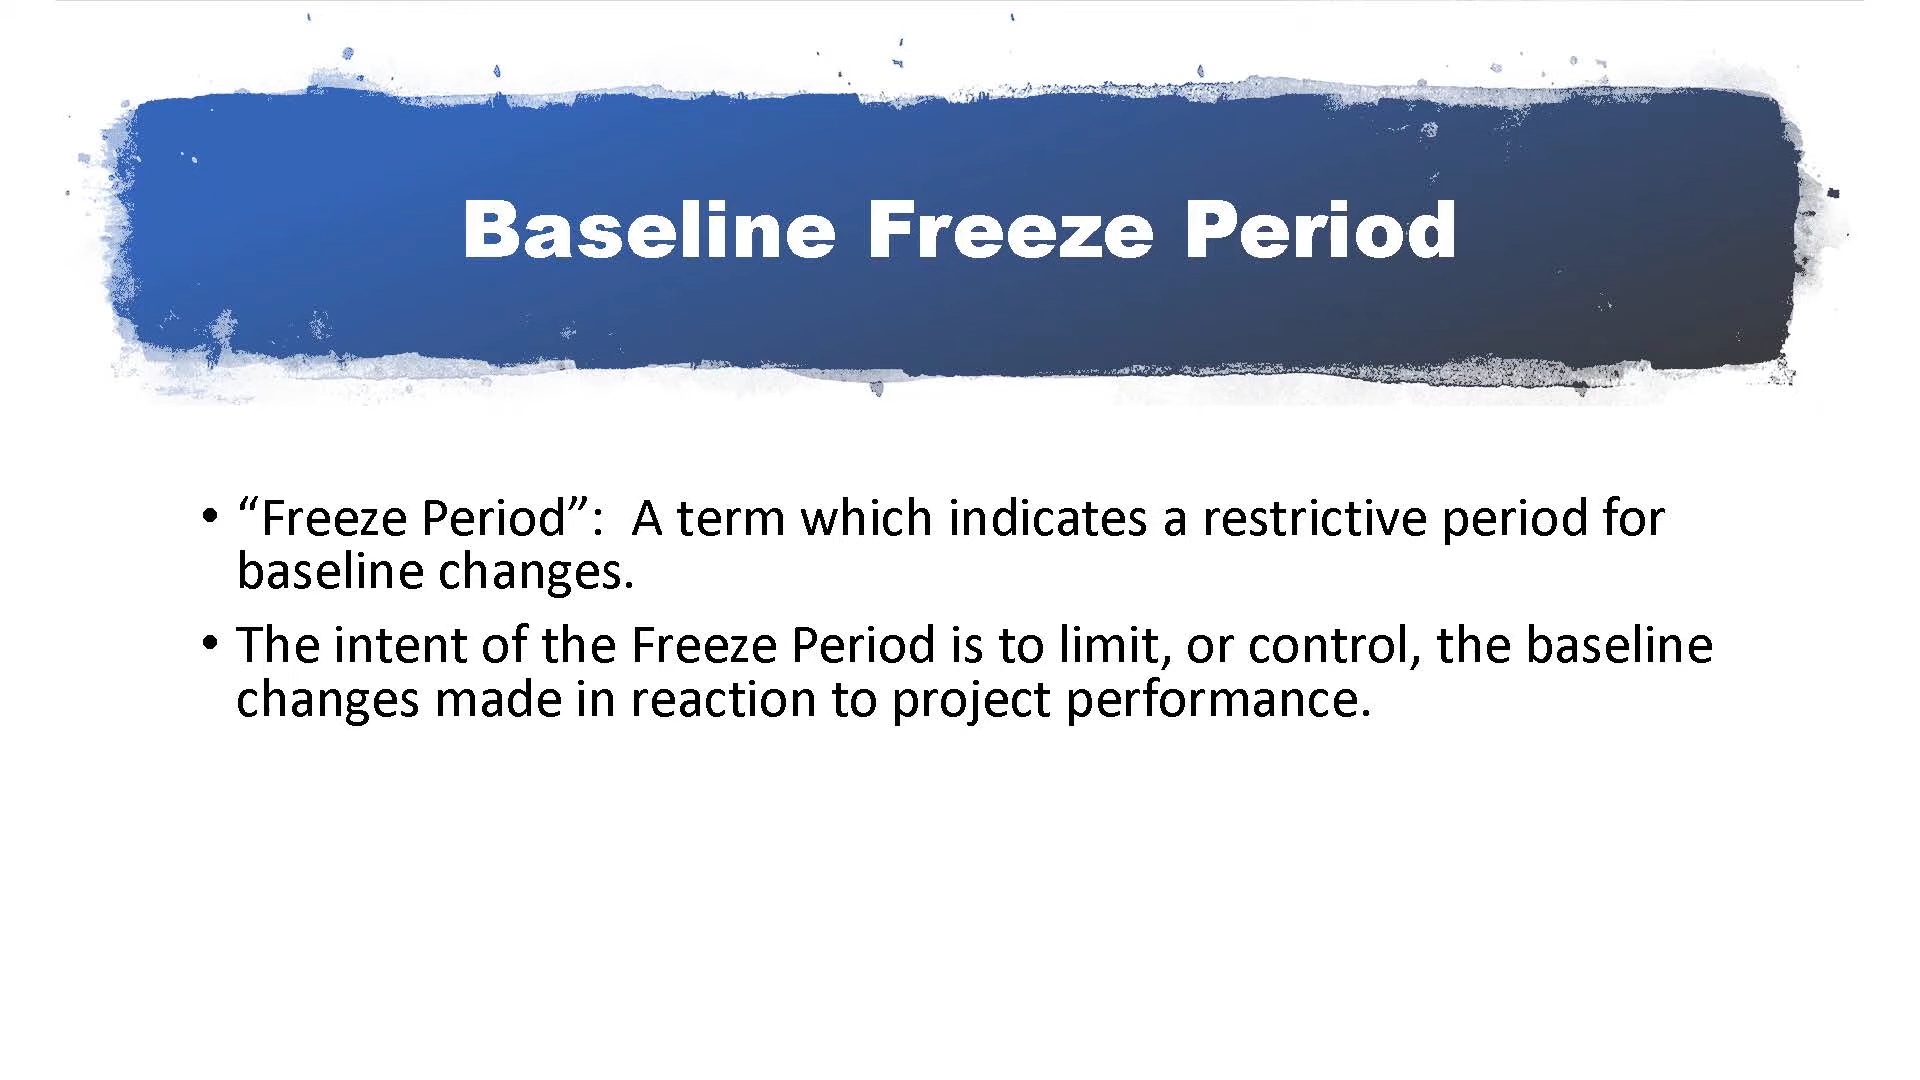 Baseline Freeze Period
• “Freeze Period”:  A term which indicates a restrictive period for
baseline changes.
• The intent of the Freeze Period is to limit, or control, the baseline
changes made in reaction to project performance.